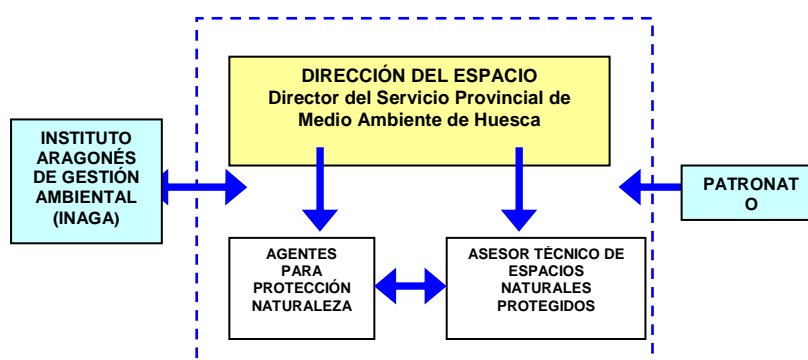 DIRECCIÓN DEL ESPACIO
Director del Servicio Provincial de
Medio Ambiente de Huesca
INSTITUTO
ARAGONÉS
DE GESTIÓN
AMBIENTAL
(INAGA)
PATRONAT
O
AGENTES
PARA
PROTECCIÓN
NATURALEZA
ASESOR TÉCNICO DE
ESPACIOS
NATURALES
PROTEGIDOS